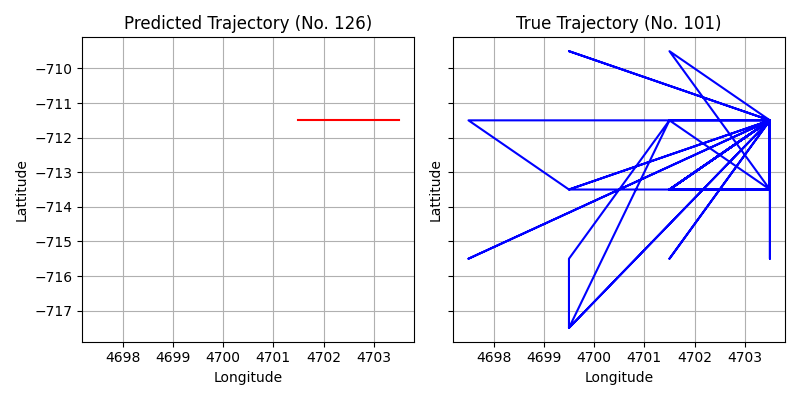 Predicted Trajectory (No. 126)
True Trajectory (No. 101)
−710
−711
−712
−713
−714
−715
−716
−717
Lattitude
Lattitude
4698 4699 4700 4701 4702 4703
4698 4699 4700 4701 4702 4703
Longitude
Longitude